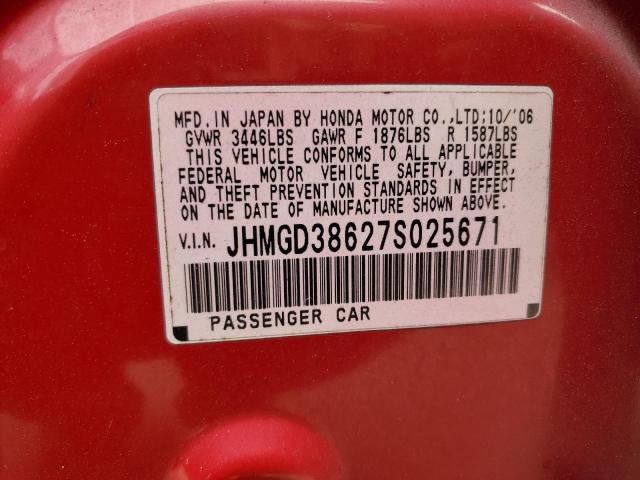 MFD. IN JAPAN BY HONDA MOTOR CO.,LTD;10/'06
GVWR 3446LBS GAWR F 1876LBS R 1587LBS
THIS VEHICLE CONFORMS TO ALL APPLICABLE
FEDERAL MOTOR VEHICLE SAFETY, BUMPER,
AND THEFT PREVENTION STANDARDS IN EFFECT
ON THE DATE OF MANUFACTURE SHOWN ABOVE.
V.I.N. JHMGD38627S025671
PASSENGER CAR